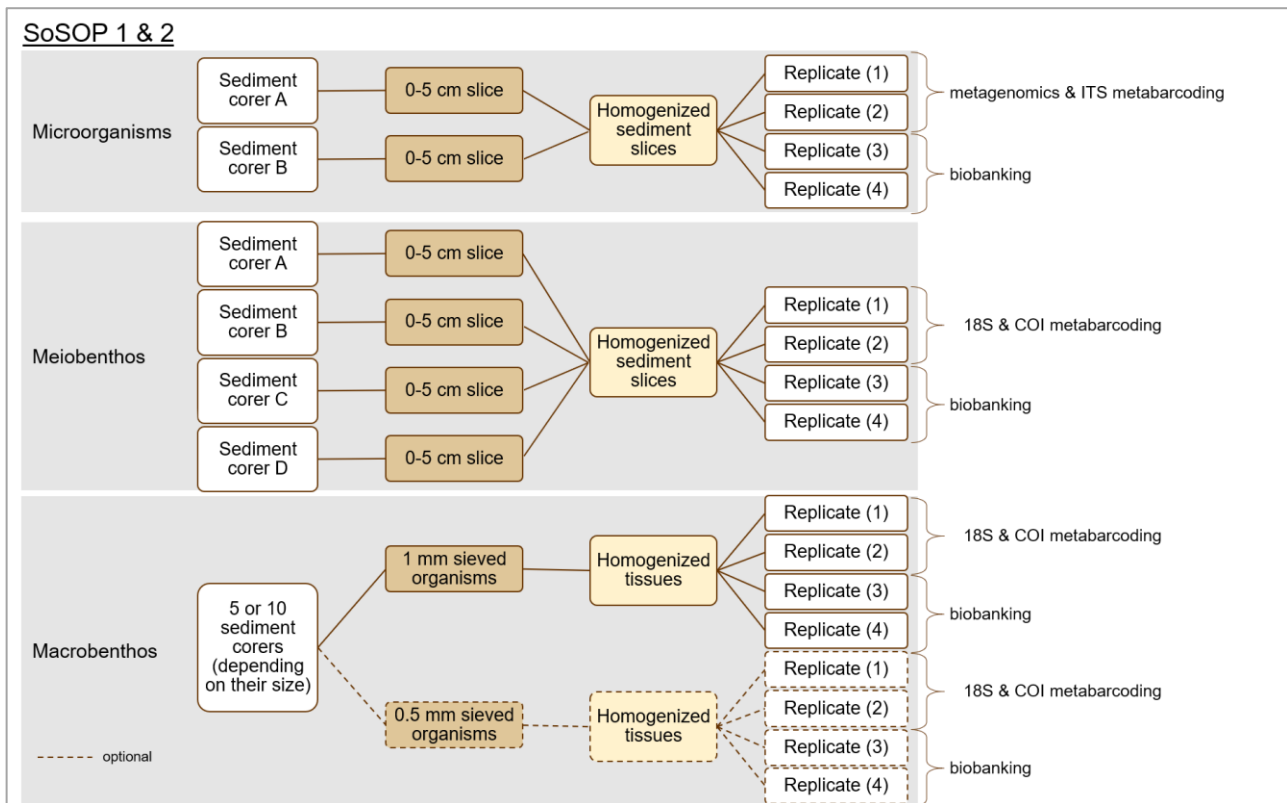 SoSOP 1 & 2
Microorganisms
Sediment
corer A
0-5 cm slice
Sediment
corer B
0-5 cm slice
Homogenized
sediment
slices
Replicate (1)
Replicate (2)
Replicate (3)
Replicate (4)
metagenomics & ITS metabarcoding
biobanking
Meiobenthos
Sediment
corer A
0-5 cm slice
Sediment
corer B
0-5 cm slice
Sediment
corer C
0-5 cm slice
Sediment
corer D
0-5 cm slice
Homogenized
sediment
slices
Replicate (1)
Replicate (2)
Replicate (3)
Replicate (4)
18S & COI metabarcoding
biobanking
Macrobenthos
5 or 10
sediment
corers
(depending
on their size)
1 mm sieved
organisms
Homogenized
tissues
Replicate (1)
Replicate (2)
Replicate (3)
Replicate (4)
18S & COI metabarcoding
biobanking
0.5 mm sieved
organisms
Homogenized
tissues
Replicate (1)
Replicate (2)
Replicate (3)
Replicate (4)
18S & COI metabarcoding
biobanking
optional